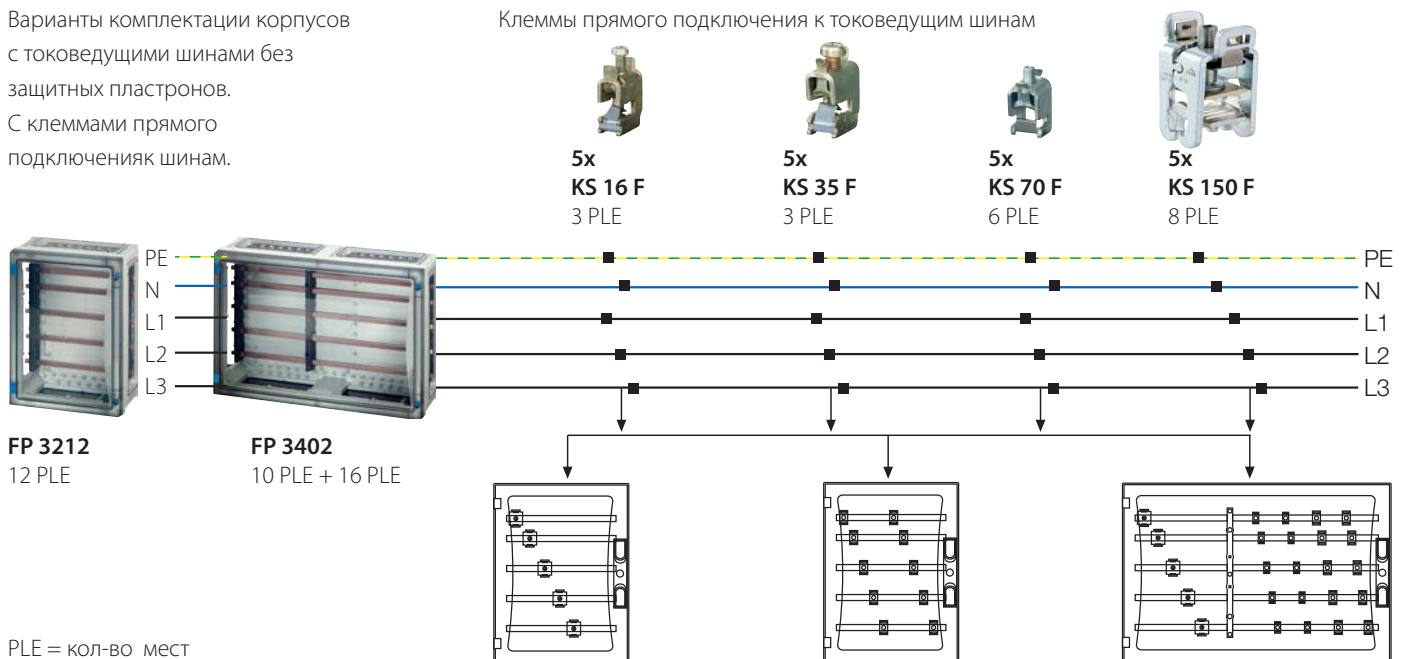 Варианты комплектации корпусов
с токоведущими шинами без
защитных пластронов.
С клеммами прямого
подключенияк шинам.
Клеммы прямого подключения к токоведущим шинам
5x
KS 16 F
3 PLE
5x
KS 35 F
3 PLE
5x
KS 70 F
6 PLE
5x
KS 150 F
8 PLE
PE
N
L1
L2
L3
PE
N
L1
L2
L3
FP 3212
12 PLE
FP 3402
10 PLE + 16 PLE
PLE = кол-во мест